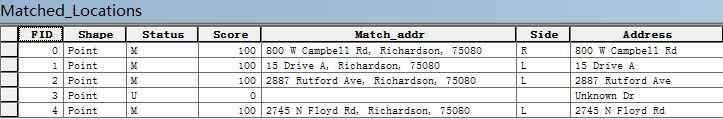 Matched_Locations
FID Shape Status Score Match_addr Side Address
0 Point M 100 800 W Campbell Rd, Richardson, 75080 R 800 W Campbell Rd
1 Point M 100 15 Drive A, Richardson, 75080 L 15 Drive A
2 Point M 100 2887 Rutford Ave, Richardson, 75080 L 2887 Rutford Ave
3 Point U 0 Unknown Dr
4 Point M 100 2745 N Floyd Rd, Richardson, 75080 L 2745 N Floyd Rd